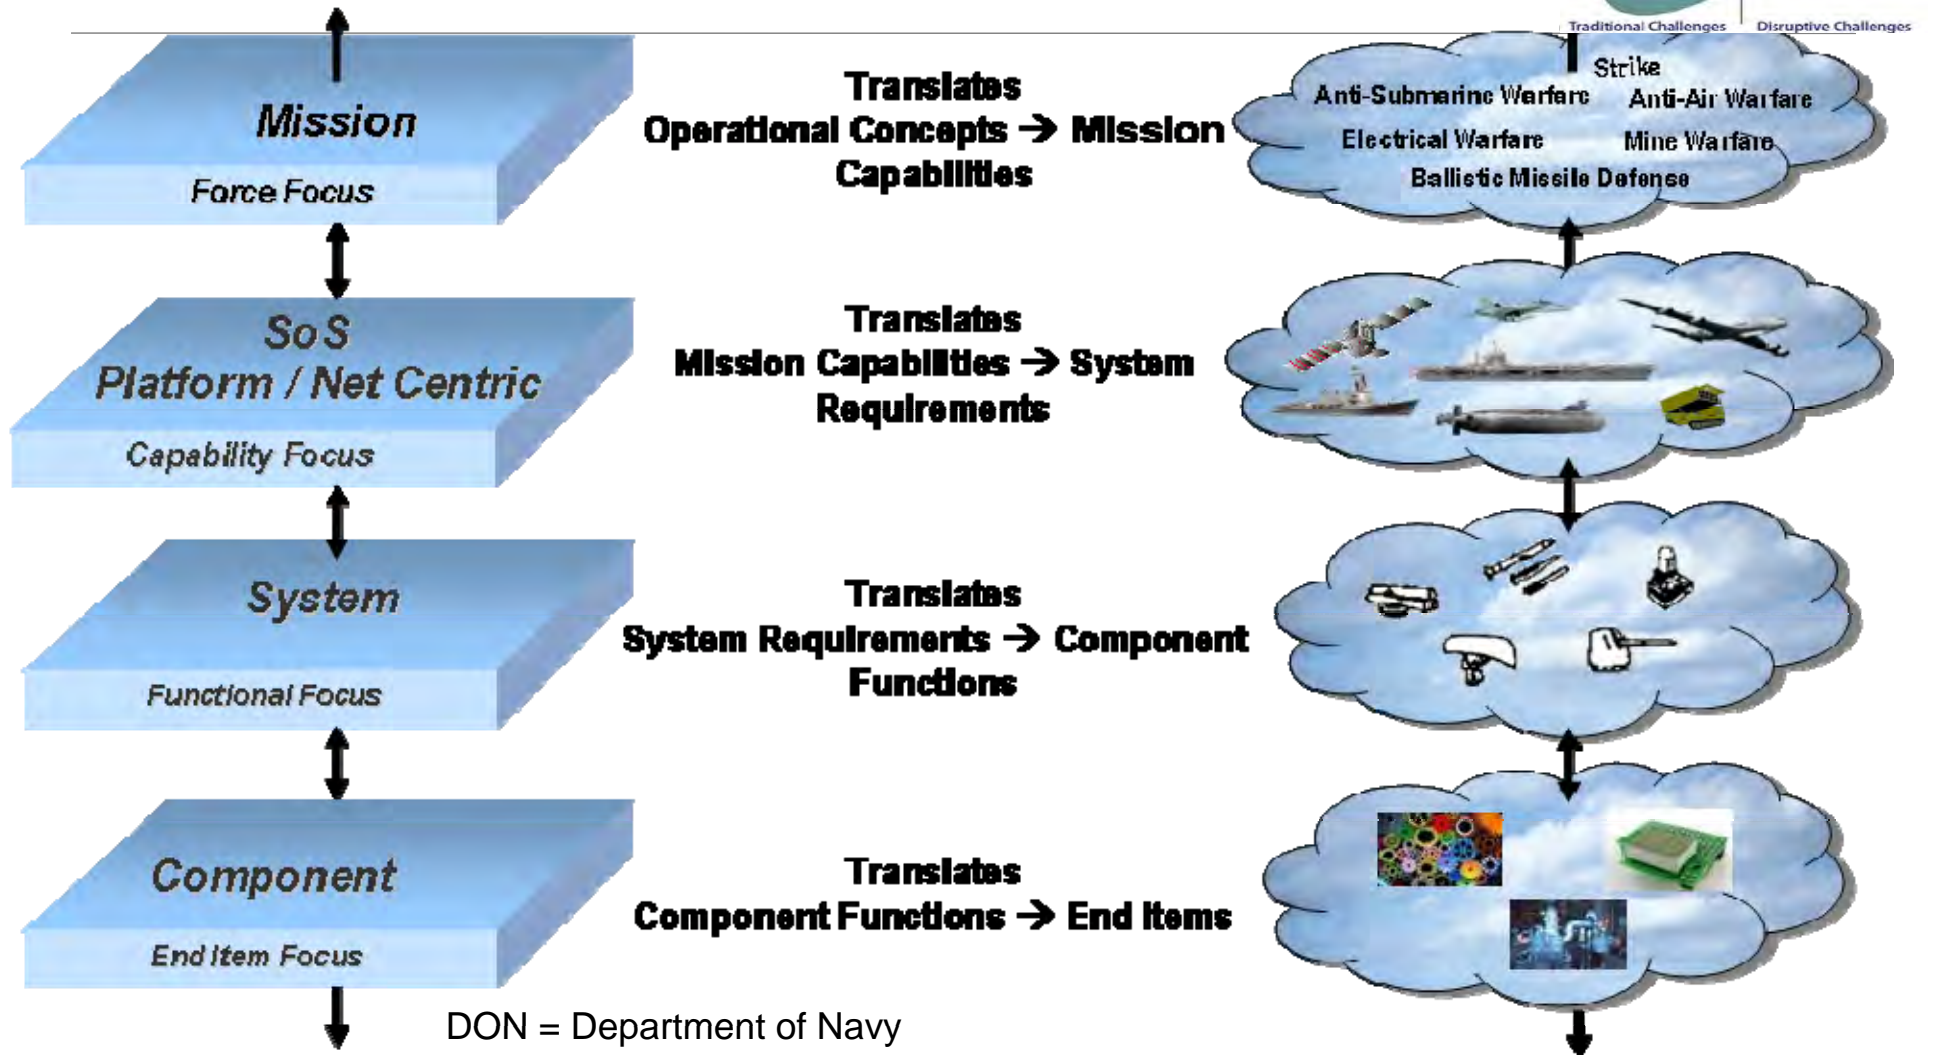 Traditional Challenges
Disruptive Challenges
Mission
Force Focus
Translates
Operational Concepts → Mission
Capabilities
Strike
Anti-Submarine Warfare
Anti-Air Warfare
Electrical Warfare
Mine Warfare
Ballistic Missile Defense
SoS
Platform / Net Centric
Capability Focus
Translates
Mission Capabilities → System
Requirements
System
Functional Focus
Translates
System Requirements → Component
Functions
Component
End Item Focus
Translates
Component Functions → End Items
DON = Department of Navy